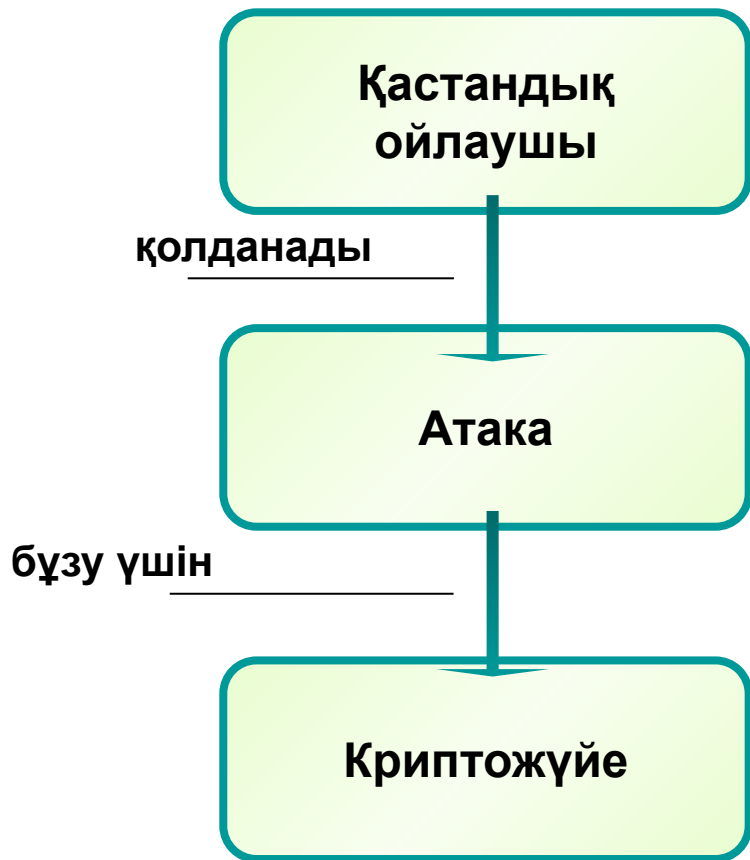 Қастандық
ойлаушы
қолданады
Атака
бұзу үшін
Криптожүйе